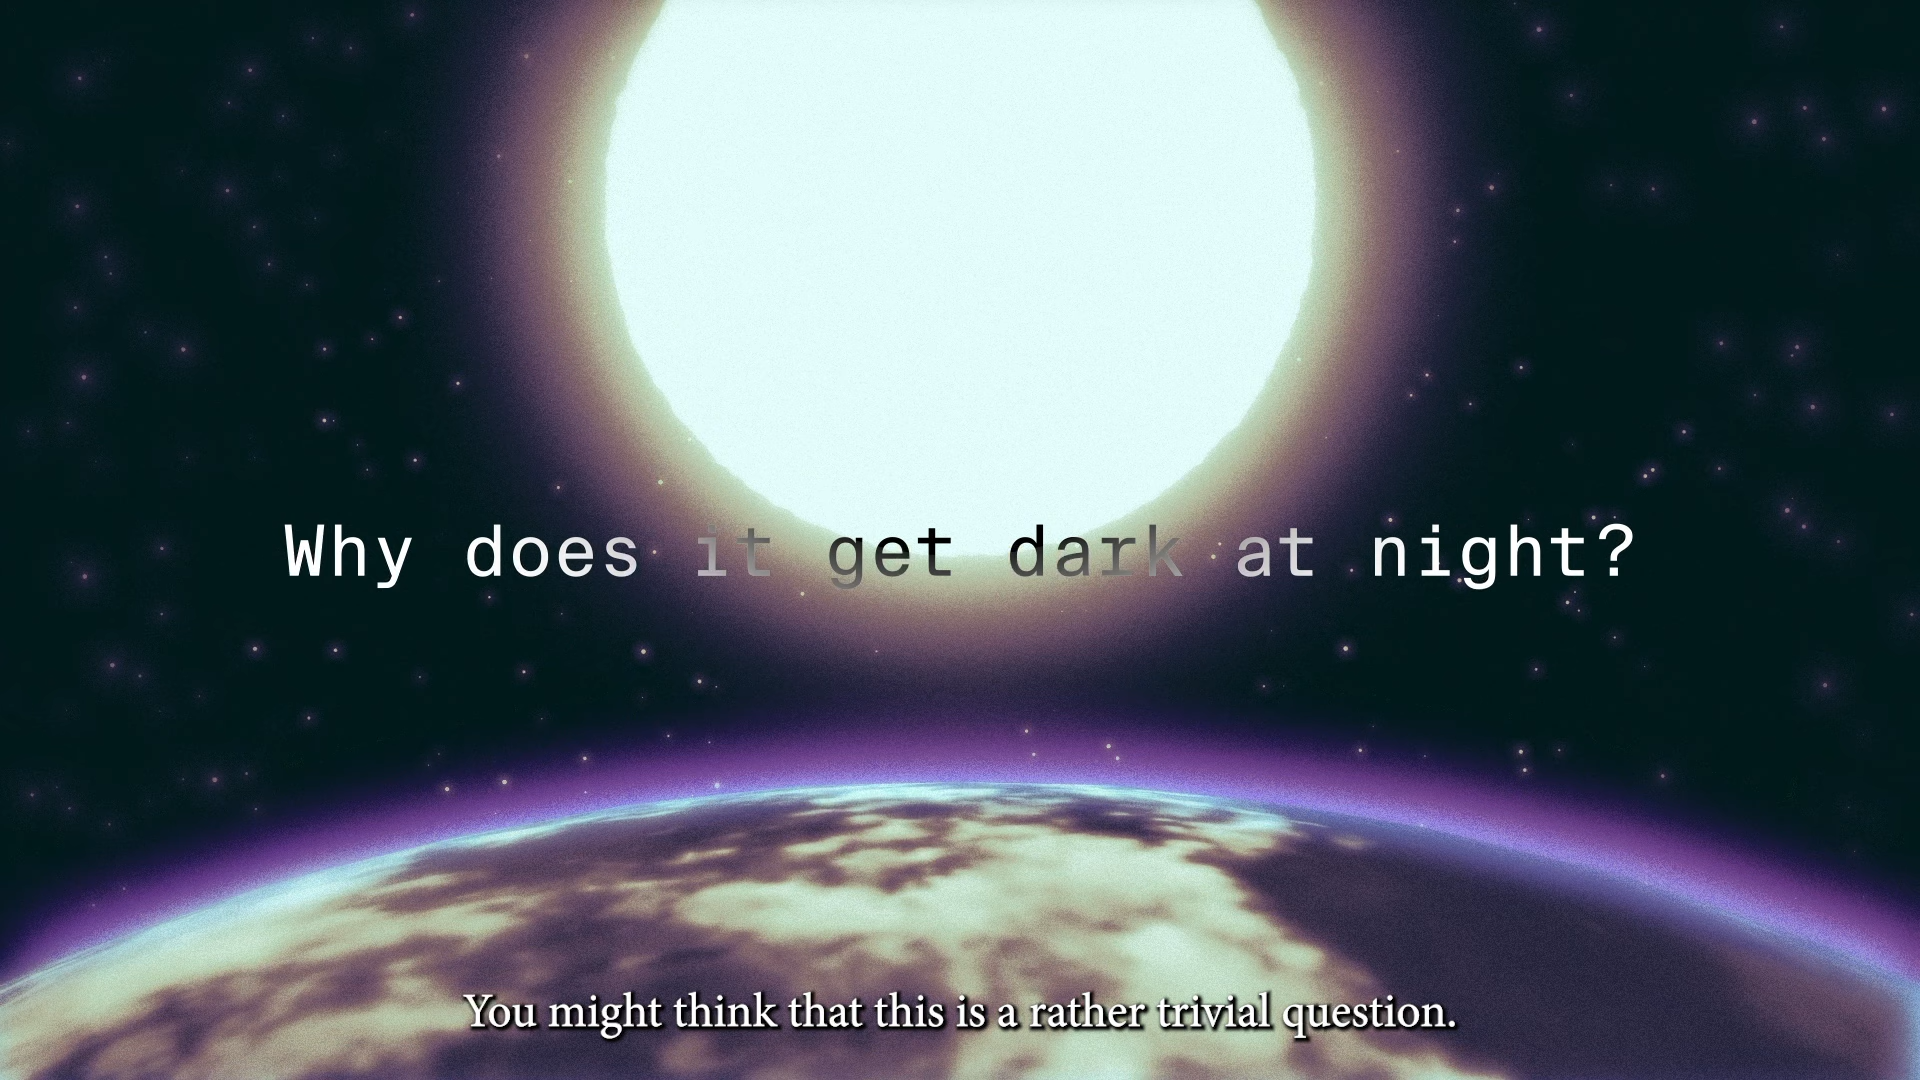 Why does it get dark at night?
You might think that this is a rather trivial question.